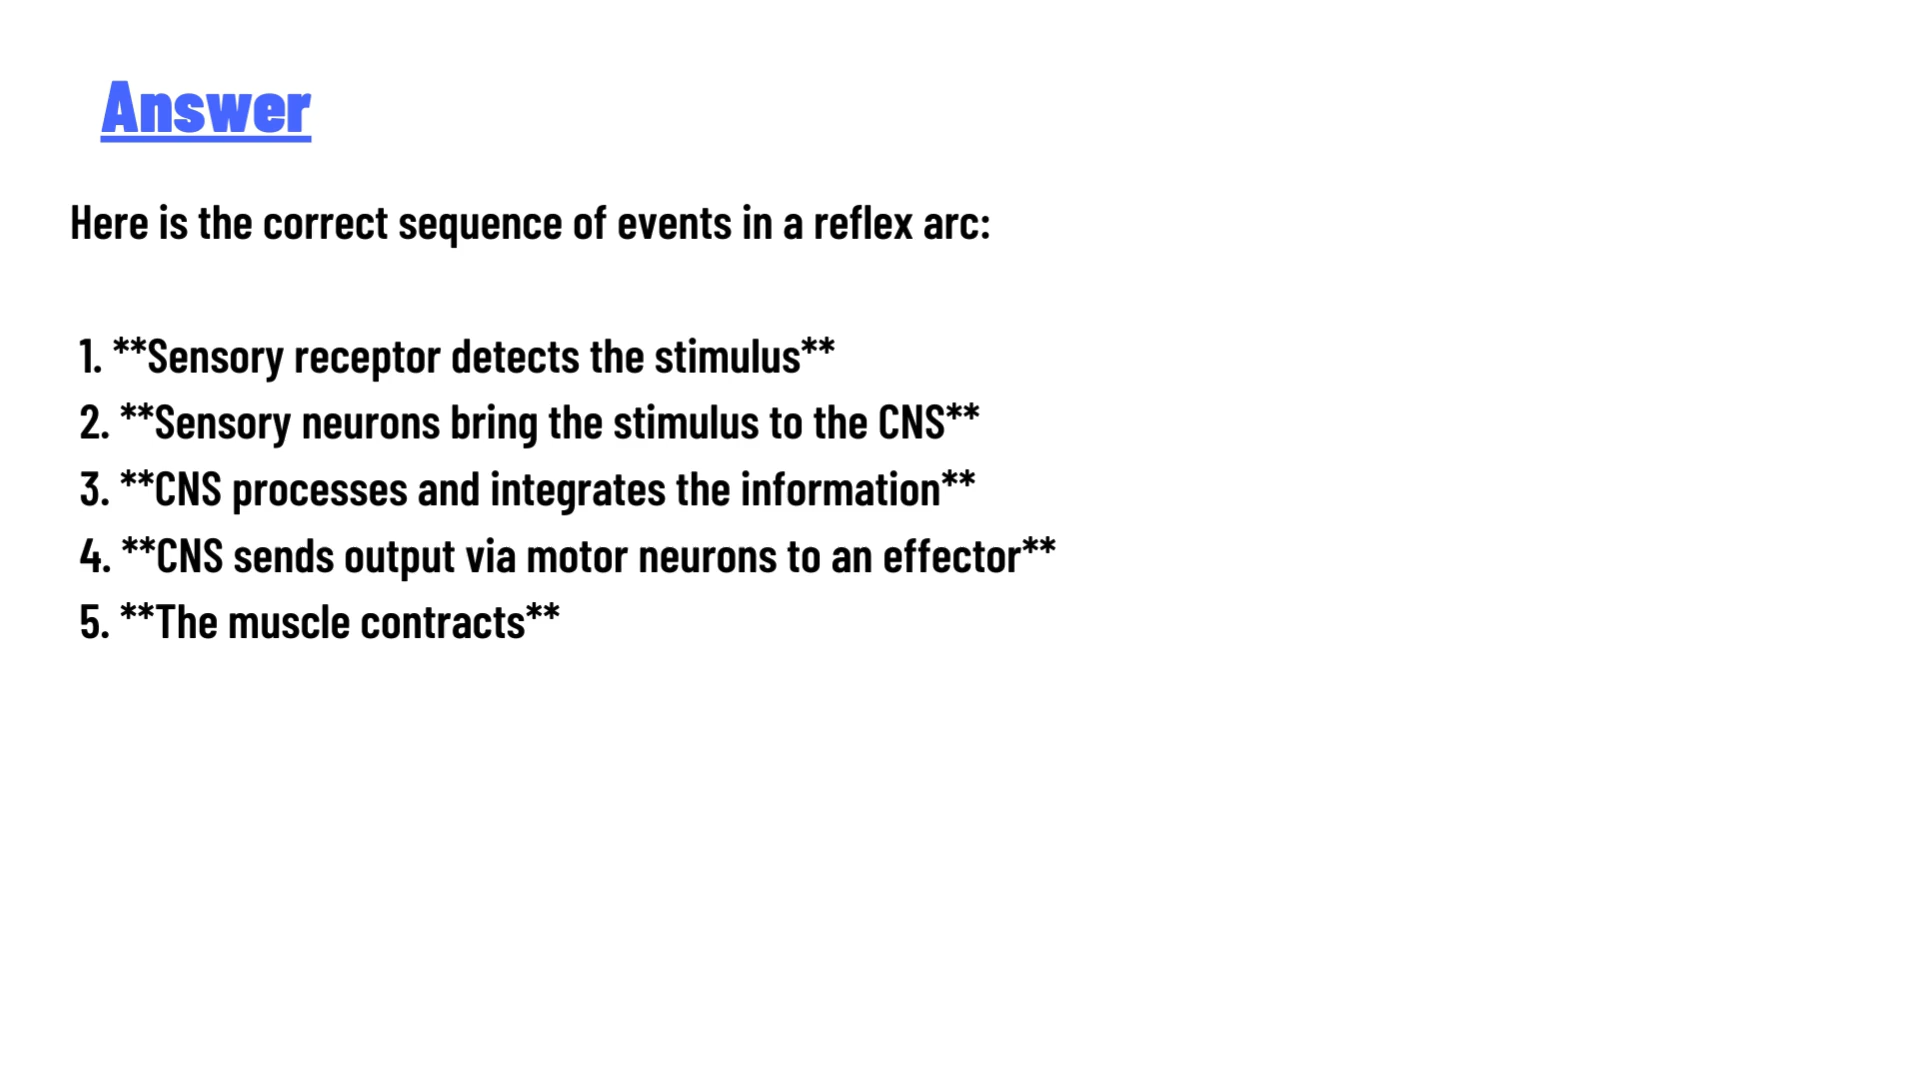 Answer
Here is the correct sequence of events in a reflex arc:
1. **Sensory receptor detects the stimulus**
2. **Sensory neurons bring the stimulus to the CNS**
3. **CNS processes and integrates the information**
4. **CNS sends output via motor neurons to an effector**
5. **The muscle contracts**